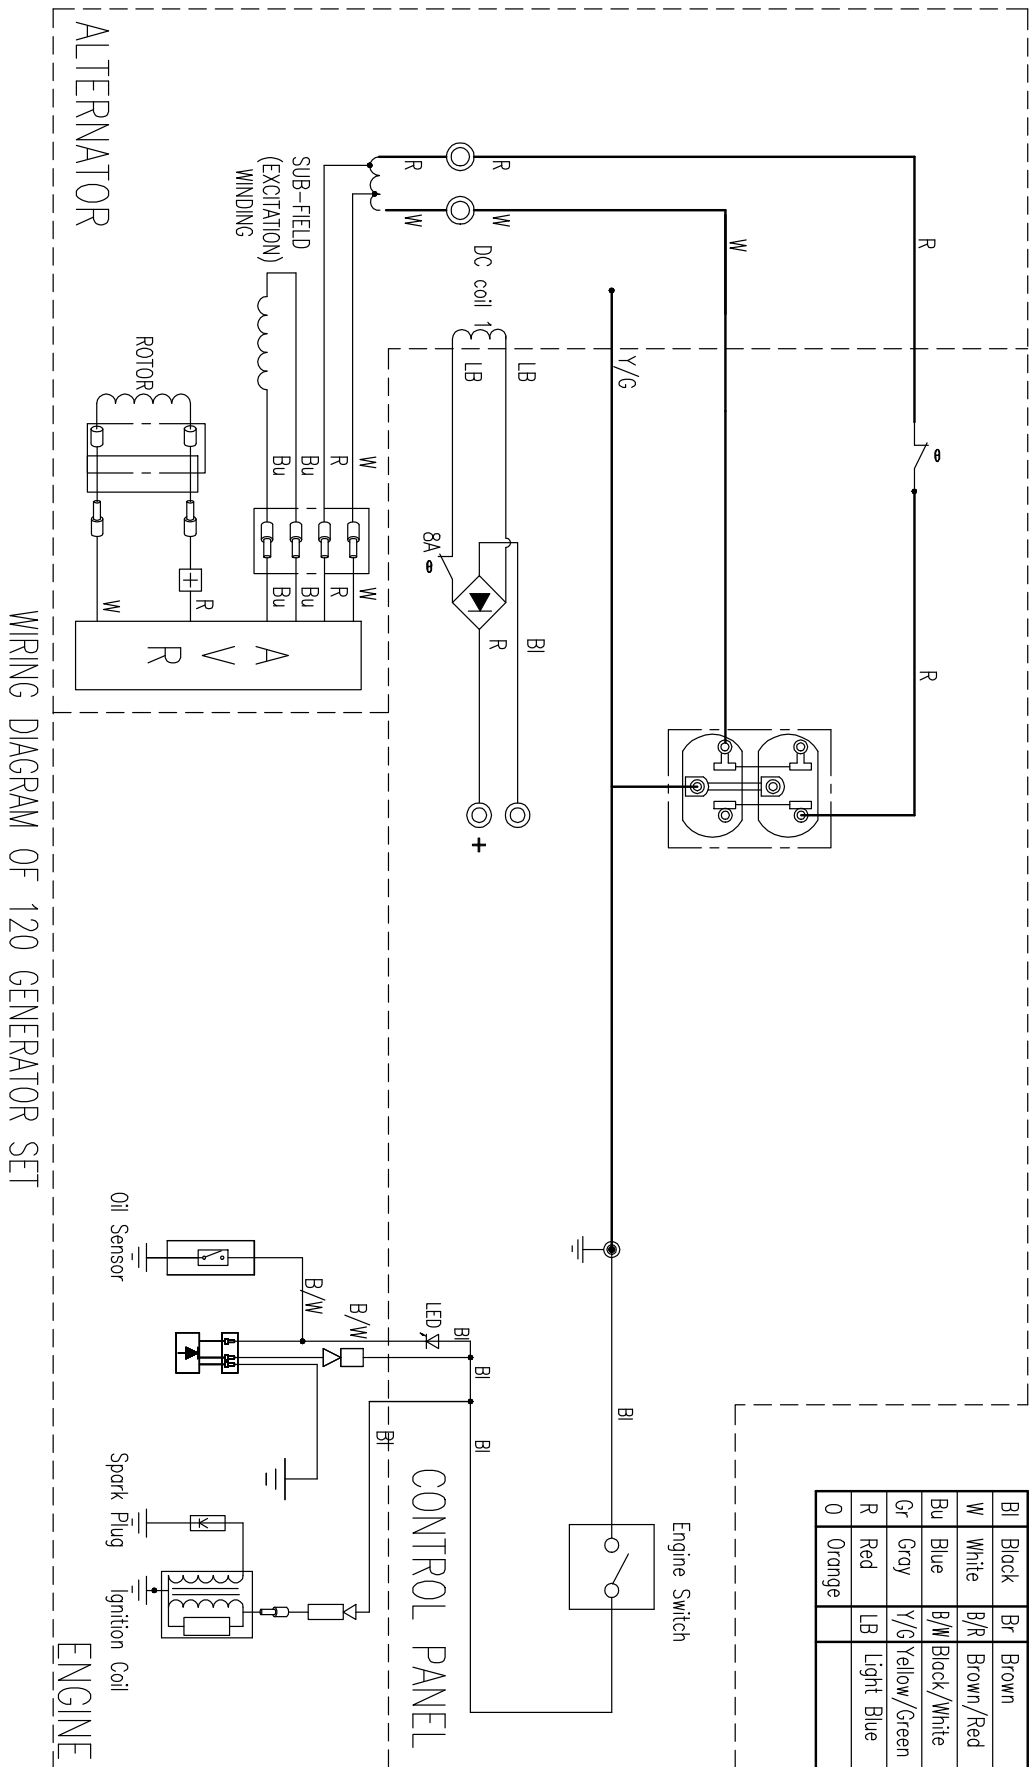 ALTERNATOR
SUB-FIELD
(EXCITATION)
WINDING
ROTOR
R
R
W
W
DC coil 1
LB
LB
W
R
Y/G
θ
R
W
R
Bu
Bu
W
R
Bu
Bu
W
R
A V R
8A
θ
R
Bl
+
Oil Sensor
B/W
B/W
LED
Bl
Bl
Bl
Bl
Bl
Engine Switch
Spark Plug
Ignition Coil
CONTROL PANEL
ENGINE
Bl Black Br Brown
W White B/R Brown/Red
Bu Blue B/W Black/White
Gr Gray Y/G Yellow/Green
R Red LB Light Blue
O Orange
WIRING DIAGRAM OF 120 GENERATOR SET